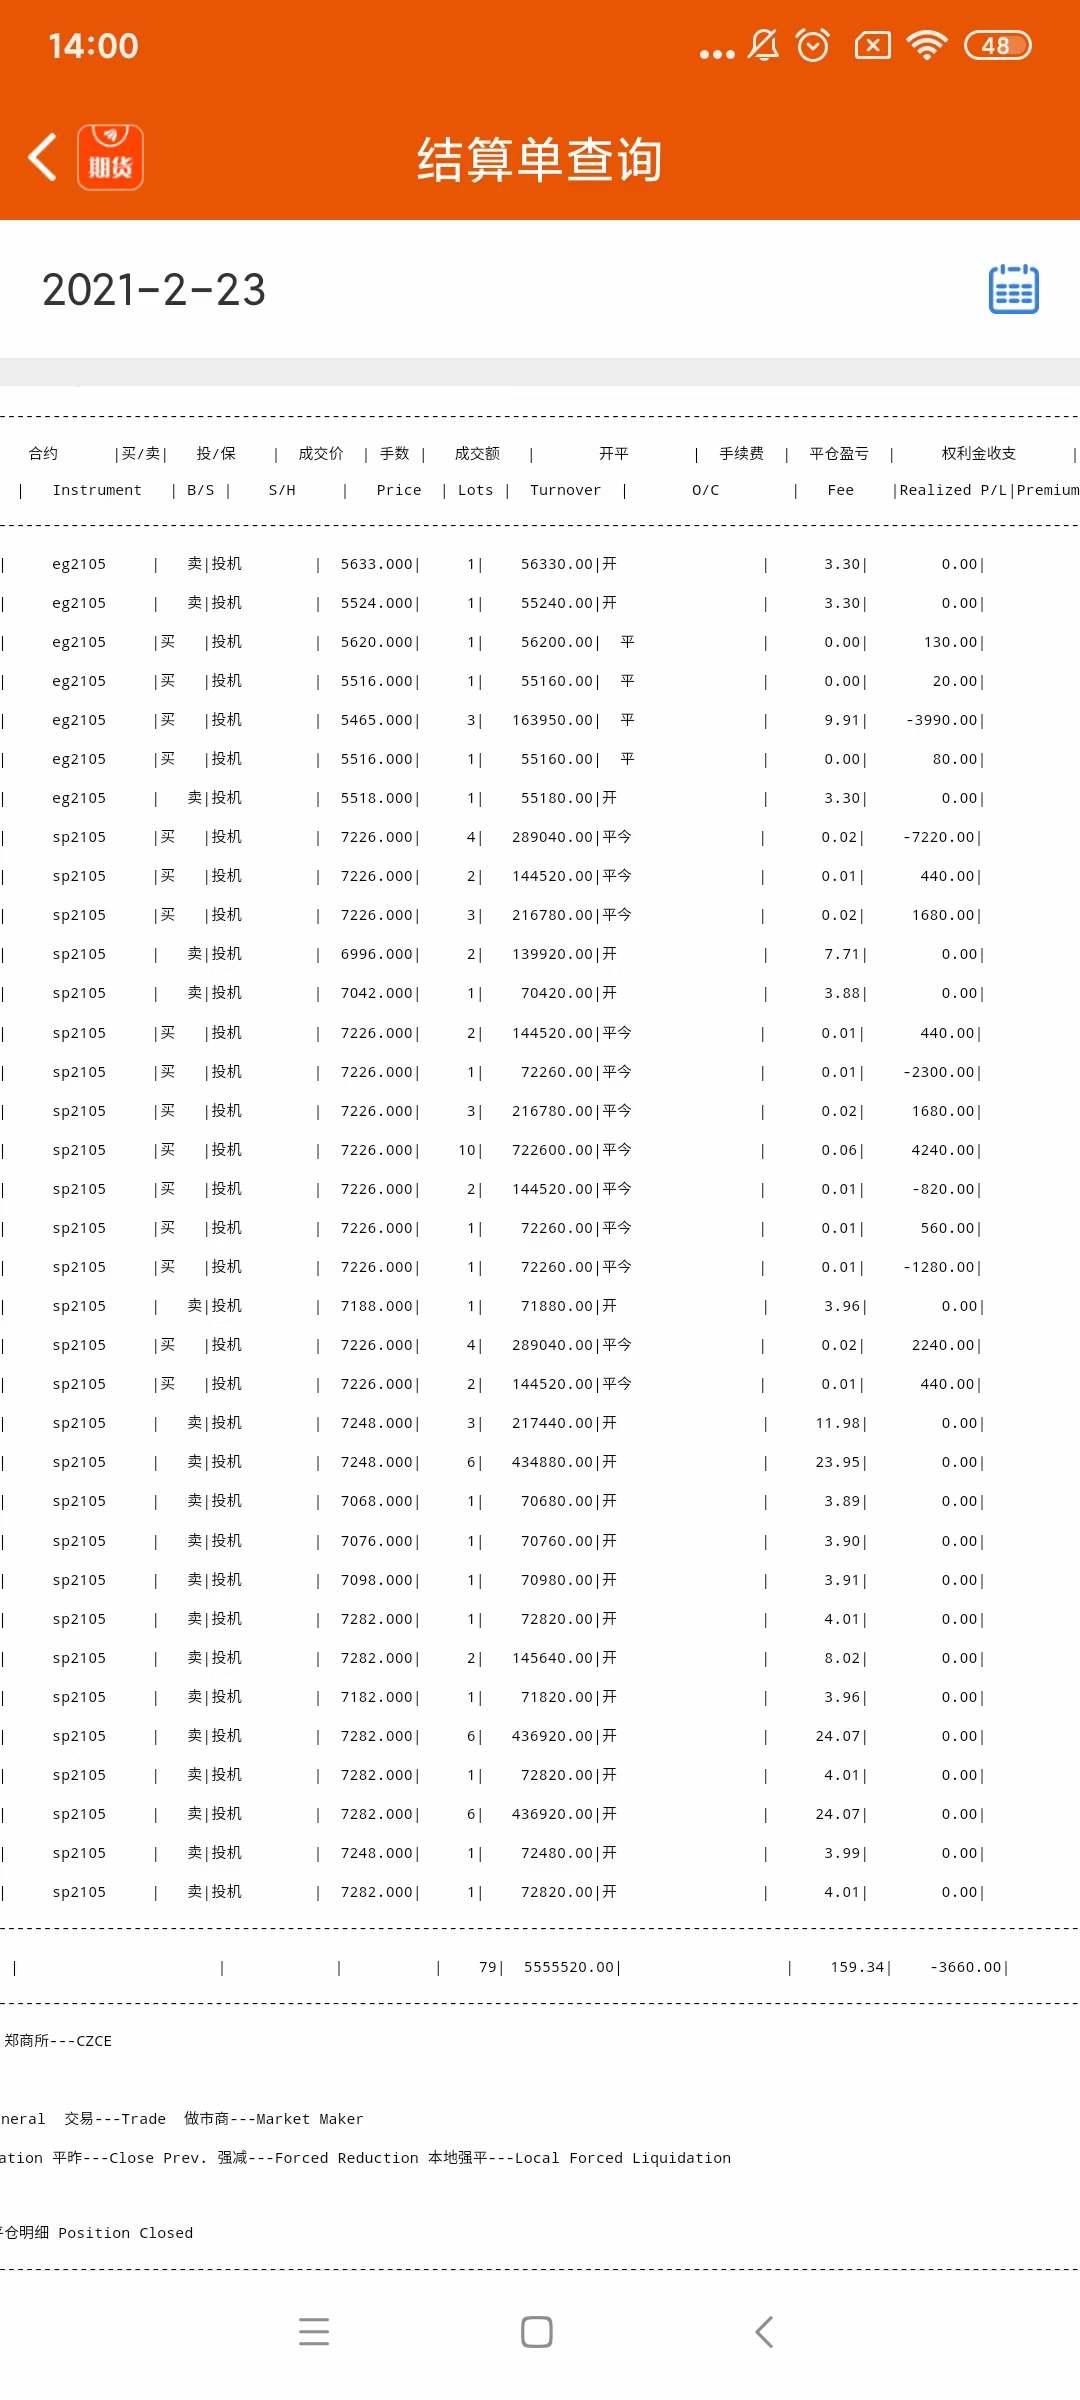 14:00
48
期货
结算单查询
2021-2-23
合约 |买/卖| 投/保 | 成交价 | 手数 | 成交额 | 开平 | 手续费 | 平仓盈亏 | 权利金收支 |
| Instrument | B/S | S/H | Price | Lots | Turnover | O/C | Fee |Realized P/L|Premium
| eg2105 | 卖|投机 | 5633.000| 1| 56330.00|开 | 3.30| 0.00|
| eg2105 | 卖|投机 | 5524.000| 1| 55240.00|开 | 3.30| 0.00|
| eg2105 |买 |投机 | 5620.000| 1| 56200.00| 平 | 0.00| 130.00|
| eg2105 |买 |投机 | 5516.000| 1| 55160.00| 平 | 0.00| 20.00|
| eg2105 |买 |投机 | 5465.000| 3| 163950.00| 平 | 9.91| -3990.00|
| eg2105 |买 |投机 | 5516.000| 1| 55160.00| 平 | 0.00| 80.00|
| eg2105 | 卖|投机 | 5518.000| 1| 55180.00|开 | 3.30| 0.00|
| sp2105 |买 |投机 | 7226.000| 4| 289040.00|平今 | 0.02| -7220.00|
| sp2105 |买 |投机 | 7226.000| 2| 144520.00|平今 | 0.01| 440.00|
| sp2105 |买 |投机 | 7226.000| 3| 216780.00|平今 | 0.02| 1680.00|
| sp2105 | 卖|投机 | 6996.000| 2| 139920.00|开 | 7.71| 0.00|
| sp2105 | 卖|投机 | 7042.000| 1| 70420.00|开 | 3.88| 0.00|
| sp2105 |买 |投机 | 7226.000| 2| 144520.00|平今 | 0.01| 440.00|
| sp2105 |买 |投机 | 7226.000| 1| 72260.00|平今 | 0.01| -2300.00|
| sp2105 |买 |投机 | 7226.000| 3| 216780.00|平今 | 0.02| 1680.00|
| sp2105 |买 |投机 | 7226.000| 10| 722600.00|平今 | 0.06| 4240.00|
| sp2105 |买 |投机 | 7226.000| 2| 144520.00|平今 | 0.01| -820.00|
| sp2105 |买 |投机 | 7226.000| 1| 72260.00|平今 | 0.01| 560.00|
| sp2105 |买 |投机 | 7226.000| 1| 72260.00|平今 | 0.01| -1280.00|
| sp2105 | 卖|投机 | 7188.000| 1| 71880.00|开 | 3.96| 0.00|
| sp2105 |买 |投机 | 7226.000| 4| 289040.00|平今 | 0.02| 2240.00|
| sp2105 |买 |投机 | 7226.000| 2| 144520.00|平今 | 0.01| 440.00|
| sp2105 | 卖|投机 | 7248.000| 3| 217440.00|开 | 11.98| 0.00|
| sp2105 | 卖|投机 | 7248.000| 6| 434880.00|开 | 23.95| 0.00|
| sp2105 | 卖|投机 | 7068.000| 1| 70680.00|开 | 3.89| 0.00|
| sp2105 | 卖|投机 | 7076.000| 1| 70760.00|开 | 3.90| 0.00|
| sp2105 | 卖|投机 | 7098.000| 1| 70980.00|开 | 3.91| 0.00|
| sp2105 | 卖|投机 | 7282.000| 1| 72820.00|开 | 4.01| 0.00|
| sp2105 | 卖|投机 | 7282.000| 2| 145640.00|开 | 8.02| 0.00|
| sp2105 | 卖|投机 | 7182.000| 1| 71820.00|开 | 3.96| 0.00|
| sp2105 | 卖|投机 | 7282.000| 6| 436920.00|开 | 24.07| 0.00|
| sp2105 | 卖|投机 | 7282.000| 1| 72820.00|开 | 4.01| 0.00|
| sp2105 | 卖|投机 | 7282.000| 6| 436920.00|开 | 24.07| 0.00|
| sp2105 | 卖|投机 | 7248.000| 1| 72480.00|开 | 3.99| 0.00|
| sp2105 | 卖|投机 | 7282.000| 1| 72820.00|开 | 4.01| 0.00|
| | | | 79| 5555520.00| | 159.34| -3660.00|
郑商所---CZCE
neral 交易---Trade 做市商---Market Maker
ation 平昨---Close Prev. 强减---Forced Reduction 本地强平---Local Forced Liquidation
平仓明细 Position Closed